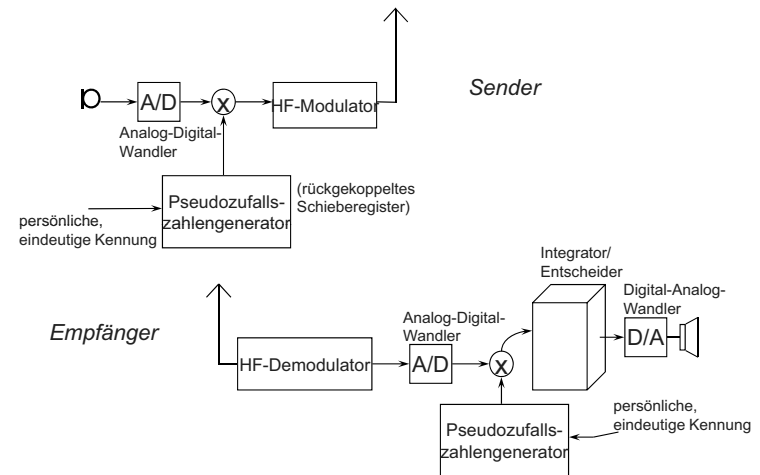 Sender
A/D
x
HF-Modulator
Analog-Digital-
Wandler
Pseudozufalls-
zahlengenerator
(rückgekoppeltes
Schieberegister)
persönliche,
eindeutige Kennung
Empfänger
Integrator/
Entscheider
Digital-Analog-
Wandler
Analog-Digital-
Wandler
HF-Demodulator
A/D
x
D/A
Pseudozufalls-
zahlengenerator
persönliche,
eindeutige Kennung